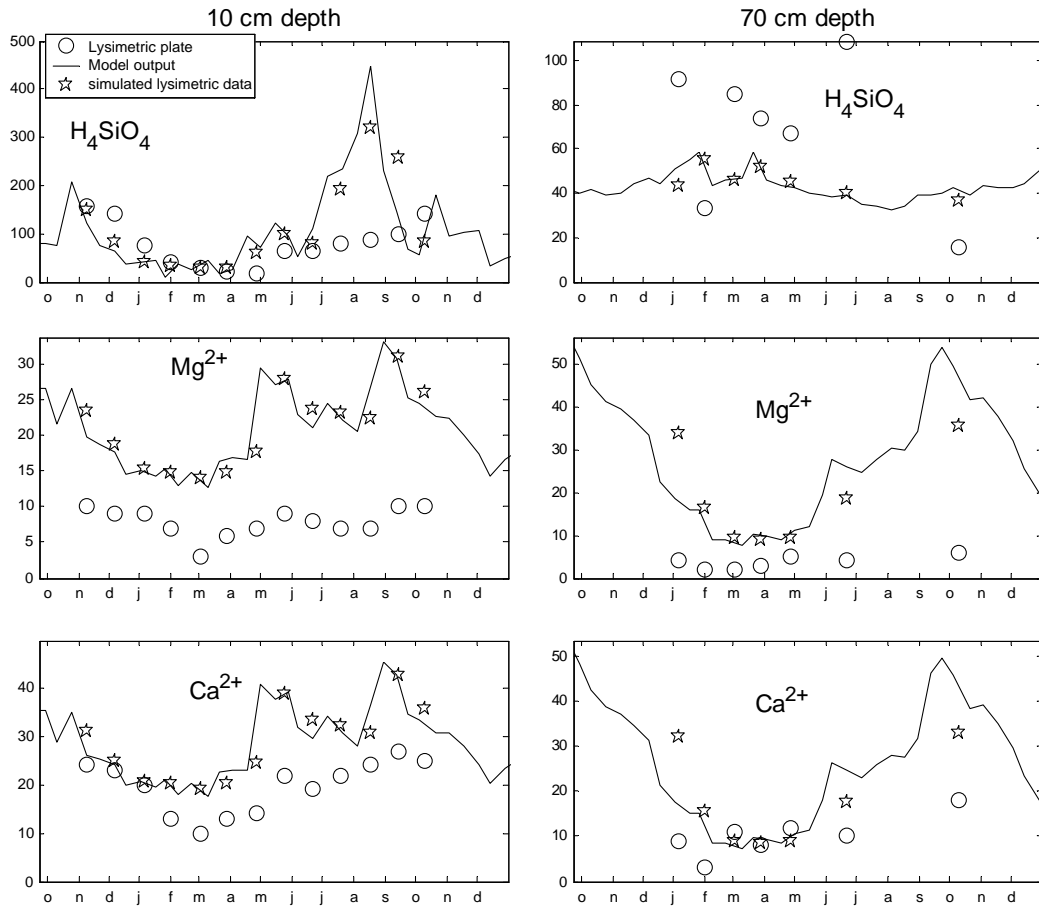 10 cm depth
500
400
300
200
100
0
Lysimetric plate
Model output
simulated lysimetric data
H4SiO4
o n d j f m a m j j a s o n d
70 cm depth
100
80
60
40
20
0
H4SiO4
o n d j f m a m j j a s o n d
30
25
20
15
10
5
0
Mg2+
o n d j f m a m j j a s o n d
50
40
30
20
10
0
Mg2+
o n d j f m a m j j a s o n d
40
30
20
10
0
Ca2+
o n d j f m a m j j a s o n d
50
40
30
20
10
0
Ca2+
o n d j f m a m j j a s o n d